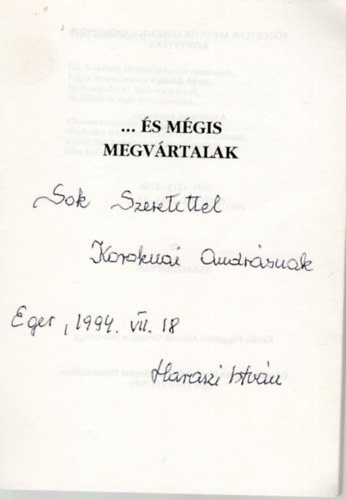 ... ÉS MÉGIS
MEGVÁRTALAK
Sok Szeretettel
Koroknai Andrásnak
Eger, 1994. VII. 18
Haraszi István